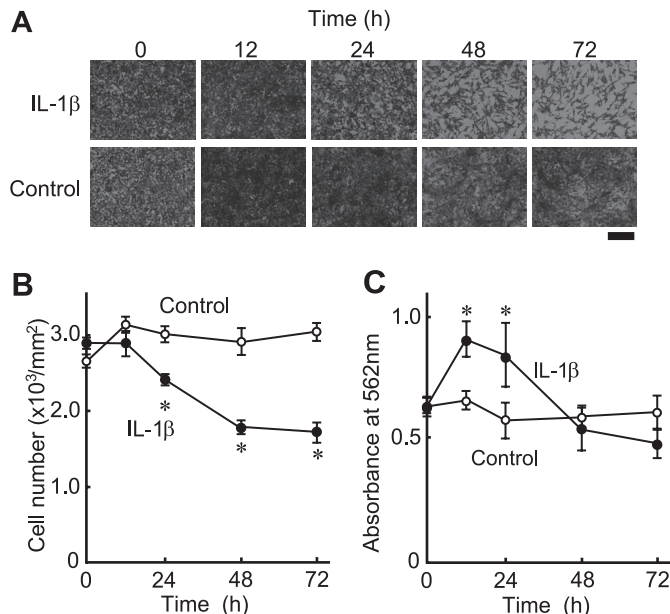 A
Time (h)
0 12 24 48 72
IL-1β
Control
B
Cell number (x10³/mm²)
3.0
2.0
1.0
0
Control
*
IL-1β
* *
0 24 48 72
Time (h)
C
Absorbance at 562nm
1.0
0.5
0
* *
IL-1β
Control
0 24 48 72
Time (h)